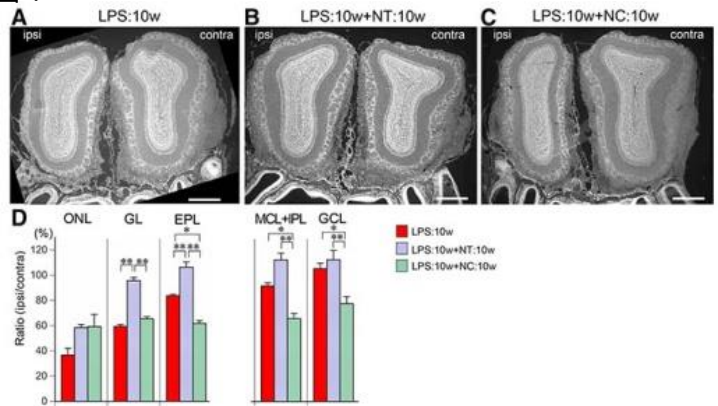 A LPS:10w B LPS:10w+NT:10w C LPS:10w+NC:10w
ipsi contra ipsi contra ipsi contra
D ONL GL EPL MCL+IPL GCL
(%)
120
100
80
60
40
20
0
Ratio (ipsi/contra)
** ** * ** ** * ** * **
LPS:10w
LPS:10w+NT:10w
LPS:10w+NC:10w